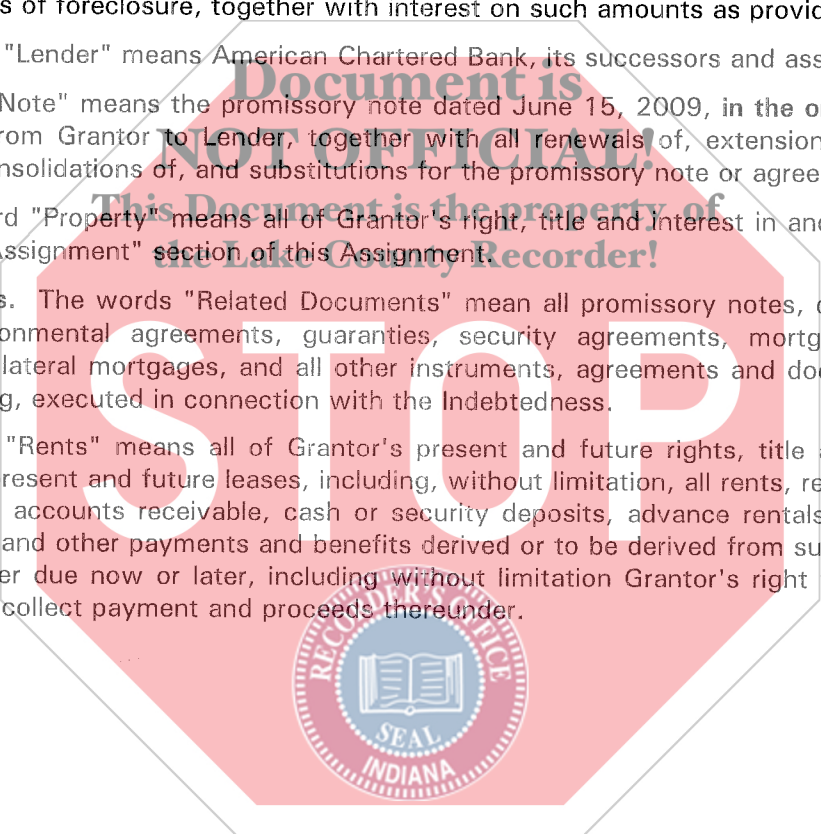 s of foreclosure, together with interest on such amounts as provid
"Lender" means American Chartered Bank, its successors and ass
Document is
Note" means the promissory note dated June 15, 2009, in the o
rom Grantor to Lender, together with all renewals of, extension
NOT OFFICIAL!
nsolidations of, and substitutions for the promissory note or agree
This Document is the property of
rd "Property" means all of Grantor's right, title and interest in and
Assignment" section of this Assignment.
the Lake County Recorder!
s. The words "Related Documents" mean all promissory notes, c
onmental agreements, guaranties, security agreements, mortg
lateral mortgages, and all other instruments, agreements and do
g, executed in connection with the Indebtedness.
STOP
"Rents" means all of Grantor's present and future rights, title
resent and future leases, including, without limitation, all rents, re
accounts receivable, cash or security deposits, advance rentals
and other payments and benefits derived or to be derived from su
er due now or later, including without limitation Grantor's right
collect payment and proceeds thereunder.
RECORDER'S OFFICE
SEAL
INDIANA